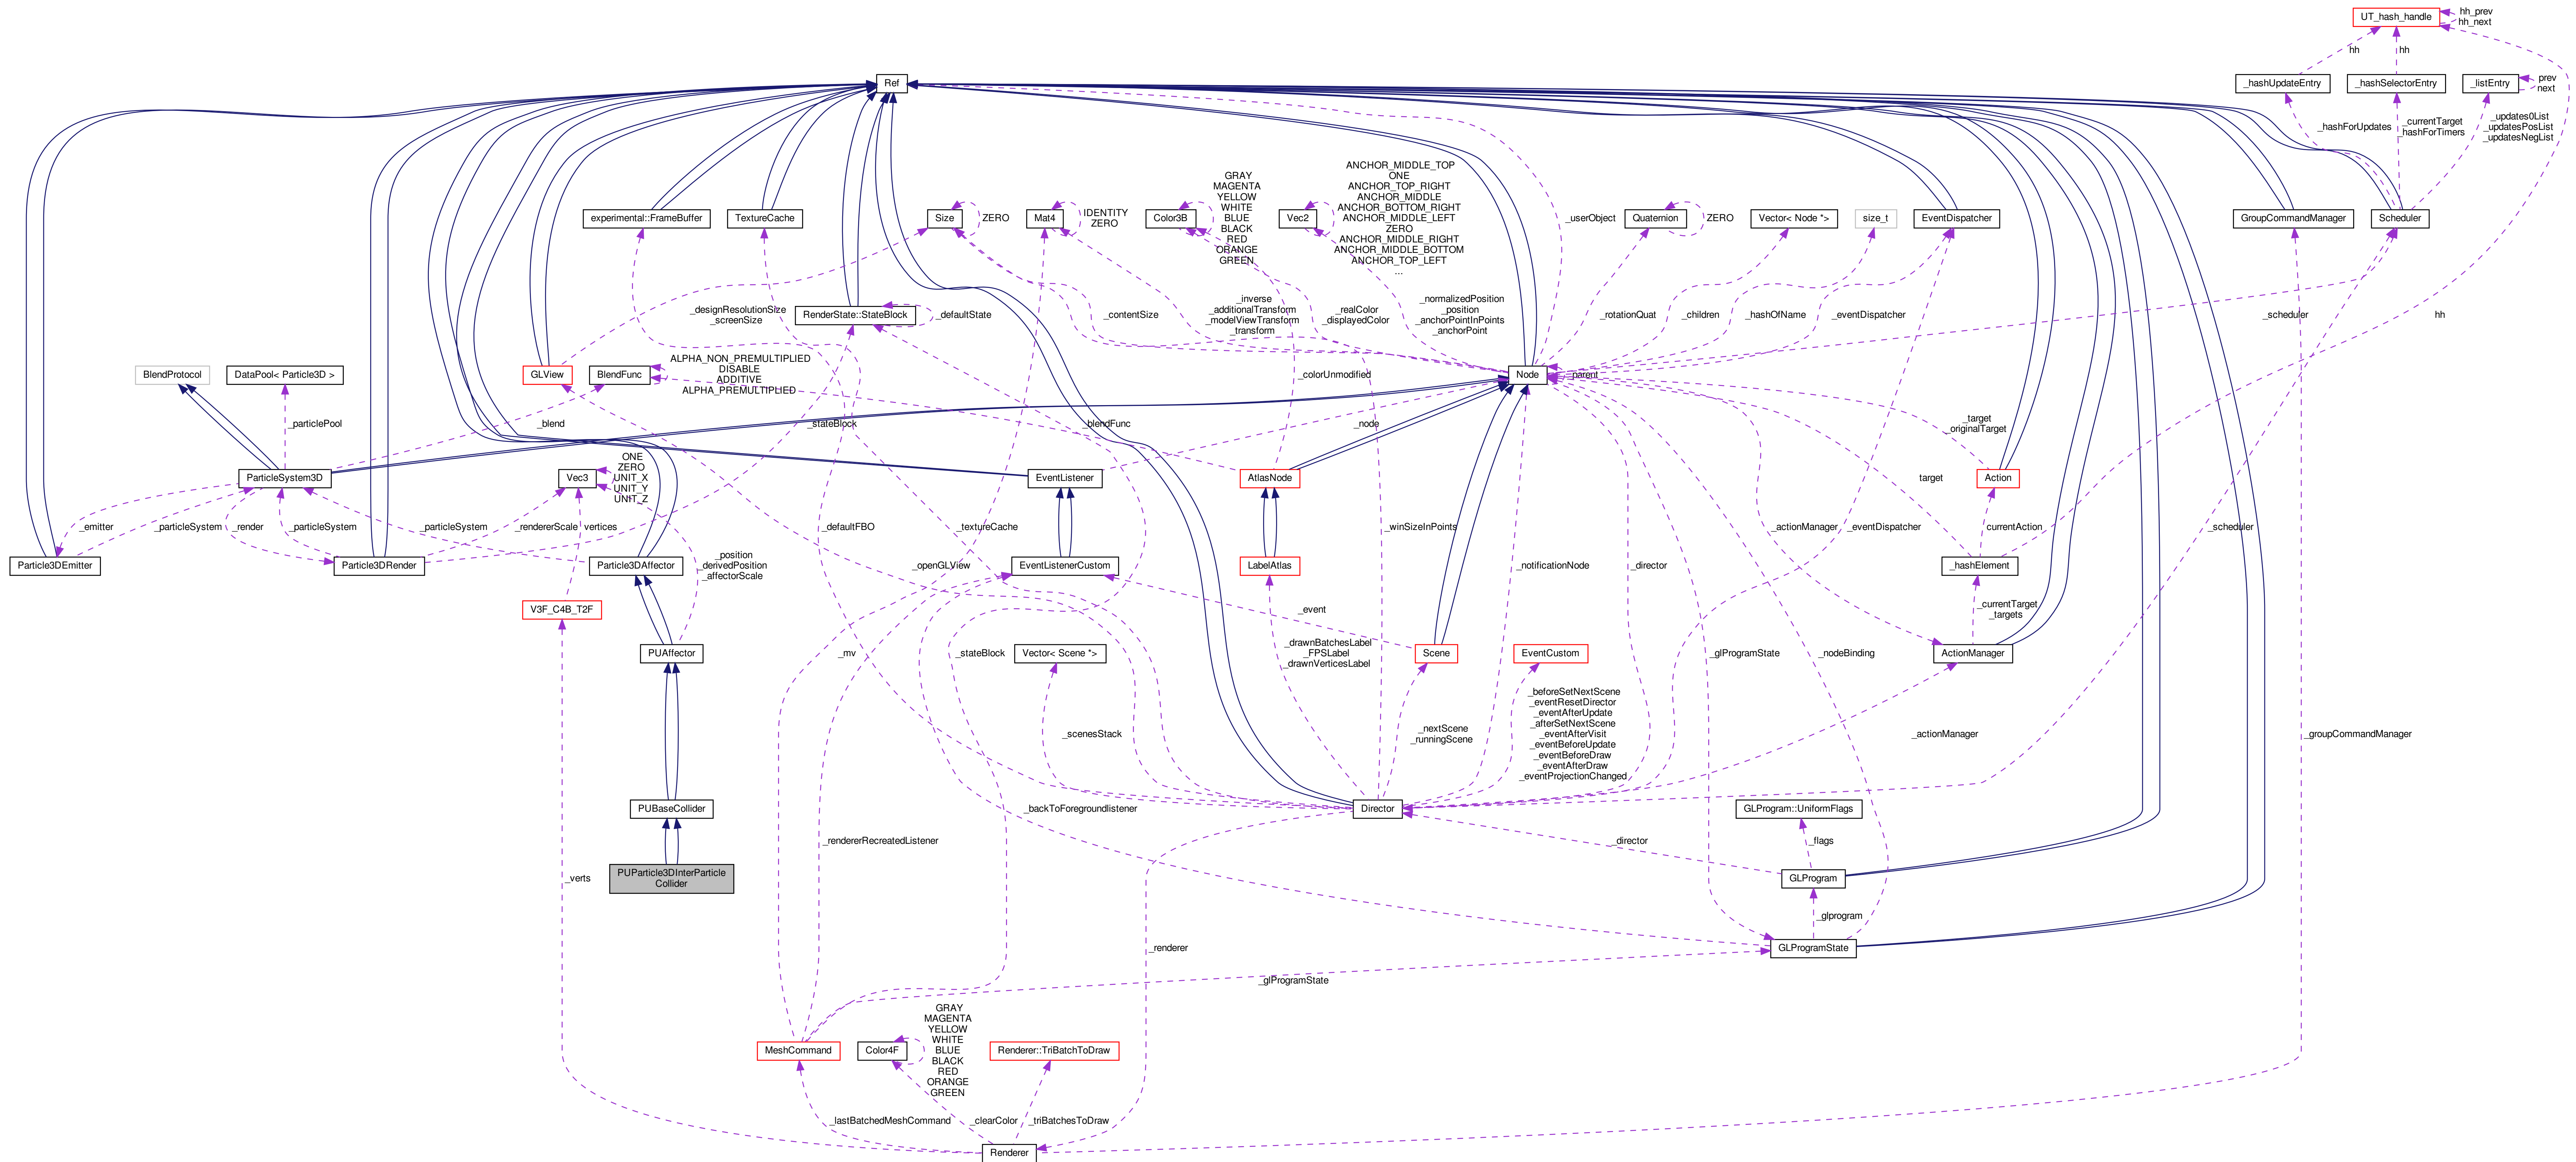 UT_hash_handle
hh_prev
hh_next
hh
hh
Ref
_hashUpdateEntry
_hashSelectorEntry
_listEntry
prev
next
_hashForUpdates
_currentTarget
_hashForTimers
_updates0List
_updatesPosList
_updatesNegList
experimental::FrameBuffer
TextureCache
Size
ZERO
Mat4
IDENTITY
ZERO
Color3B
GRAY
MAGENTA
YELLOW
WHITE
BLUE
BLACK
RED
ORANGE
GREEN
Vec2
ANCHOR_MIDDLE_TOP
ONE
ANCHOR_TOP_RIGHT
ANCHOR_MIDDLE
ANCHOR_BOTTOM_RIGHT
ANCHOR_MIDDLE_LEFT
ZERO
ANCHOR_MIDDLE_RIGHT
ANCHOR_MIDDLE_BOTTOM
ANCHOR_TOP_LEFT
...
_userObject
Quaternion
ZERO
Vector< Node *>
size_t
EventDispatcher
GroupCommandManager
Scheduler
_designResolutionSize
_screenSize
RenderState::StateBlock
_defaultState
_contentSize
_inverse
_additionalTransform
_modelViewTransform
_transform
_realColor
_displayedColor
_normalizedPosition
_position
_anchorPointInPoints
_anchorPoint
_rotationQuat
_children
_hashOfName
_eventDispatcher
_scheduler
hh
BlendProtocol
DataPool< Particle3D >
GLView
BlendFunc
ALPHA_NON_PREMULTIPLIED
DISABLE
ADDITIVE
ALPHA_PREMULTIPLIED
_colorUnmodified
Node
_parent
_particlePool
_blend
_stateBlock
_blendFunc
_node
_target
_originalTarget
ParticleSystem3D
Vec3
ONE
ZERO
UNIT_X
UNIT_Y
UNIT_Z
EventListener
AtlasNode
target
Action
_emitter
_particleSystem
_render
_particleSystem
_rendererScale
vertices
_particleSystem
_defaultFBO
_textureCache
_winSizeInPoints
_actionManager
_eventDispatcher
currentAction
_scheduler
Particle3DEmitter
Particle3DRender
Particle3DAffector
_position
_derivedPosition
_affectorScale
_openGLView
EventListenerCustom
LabelAtlas
_notificationNode
_director
_hashElement
V3F_C4B_T2F
_event
_currentTarget
_targets
PUAffector
_mv
_stateBlock
Vector< Scene *>
_drawnBatchesLabel
_FPSLabel
_drawnVerticesLabel
Scene
EventCustom
_glProgramState
_nodeBinding
ActionManager
_scenesStack
_nextScene
_runningScene
_beforeSetNextScene
_eventResetDirector
_eventAfterUpdate
_afterSetNextScene
_eventAfterVisit
_eventBeforeUpdate
_eventBeforeDraw
_eventAfterDraw
_eventProjectionChanged
_actionManager
_groupCommandManager
PUBaseCollider
_backToForegroundlistener
Director
GLProgram::UniformFlags
_rendererRecreatedListener
_director
_flags
PUParticle3DInterParticle
Collider
_verts
GLProgram
_glprogram
_renderer
GLProgramState
_glProgramState
GRAY
MAGENTA
YELLOW
WHITE
BLUE
BLACK
RED
ORANGE
GREEN
MeshCommand
Color4F
Renderer::TriBatchToDraw
_lastBatchedMeshCommand
_clearColor
_triBatchesToDraw
Renderer